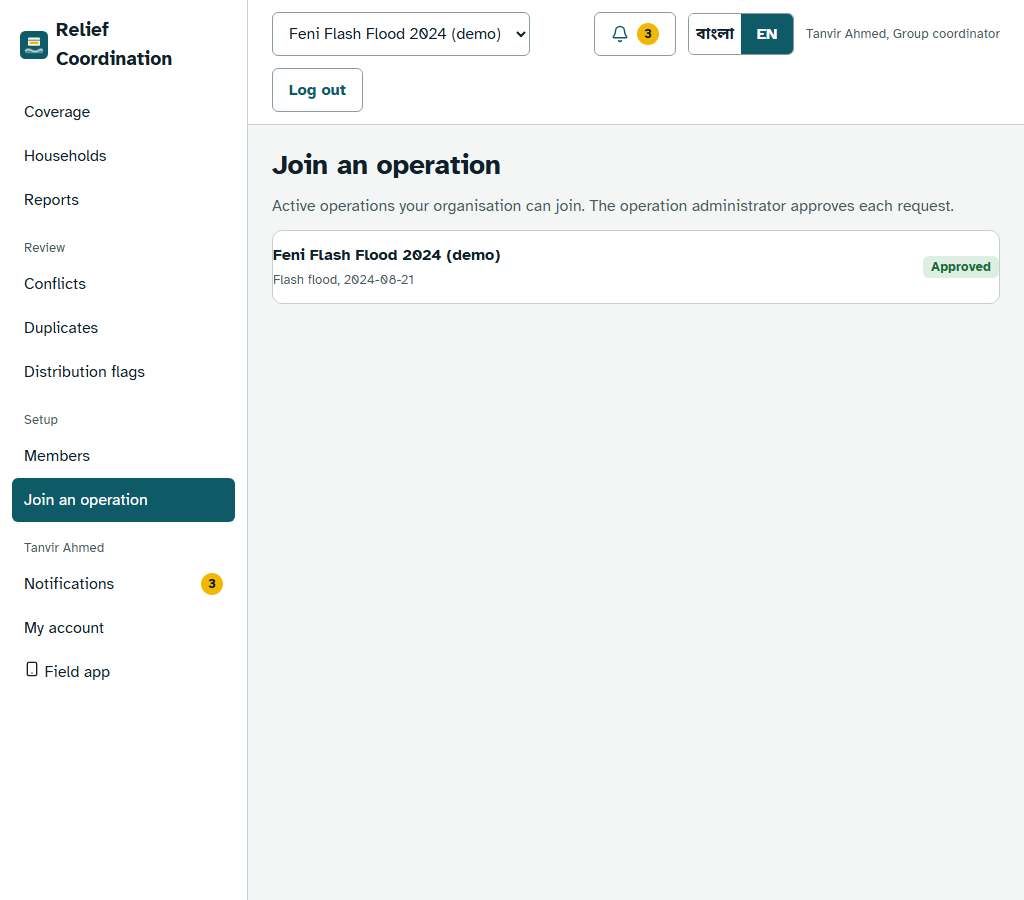 Relief
Coordination
Coverage
Households
Reports
Review
Conflicts
Duplicates
Distribution flags
Setup
Members
Join an operation
Tanvir Ahmed
Notifications 3
My account
Field app
Feni Flash Flood 2024 (demo)
3
বাংলা EN
Tanvir Ahmed, Group coordinator
Log out
Join an operation
Active operations your organisation can join. The operation administrator approves each request.
Feni Flash Flood 2024 (demo)
Flash flood, 2024-08-21
Approved